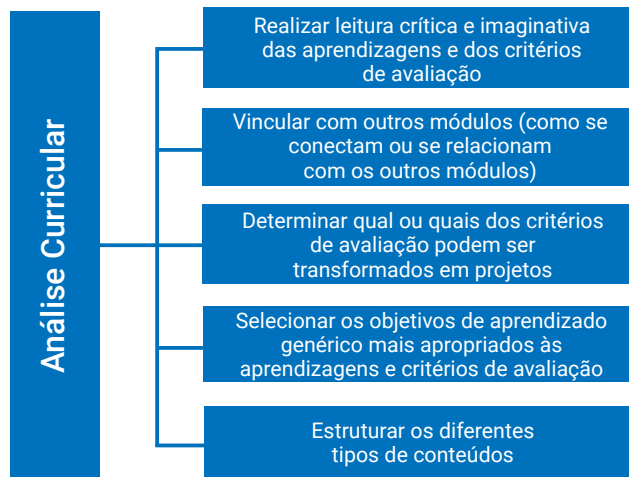 Análise Curricular
Realizar leitura crítica e imaginativa
das aprendizagens e dos critérios
de avaliação
Vincular com outros módulos (como se
conectam ou se relacionam
com os outros módulos)
Determinar qual ou quais dos critérios
de avaliação podem ser
transformados em projetos
Selecionar os objetivos de aprendizado
genérico mais apropriados às
aprendizagens e critérios de avaliação
Estruturar os diferentes
tipos de conteúdos